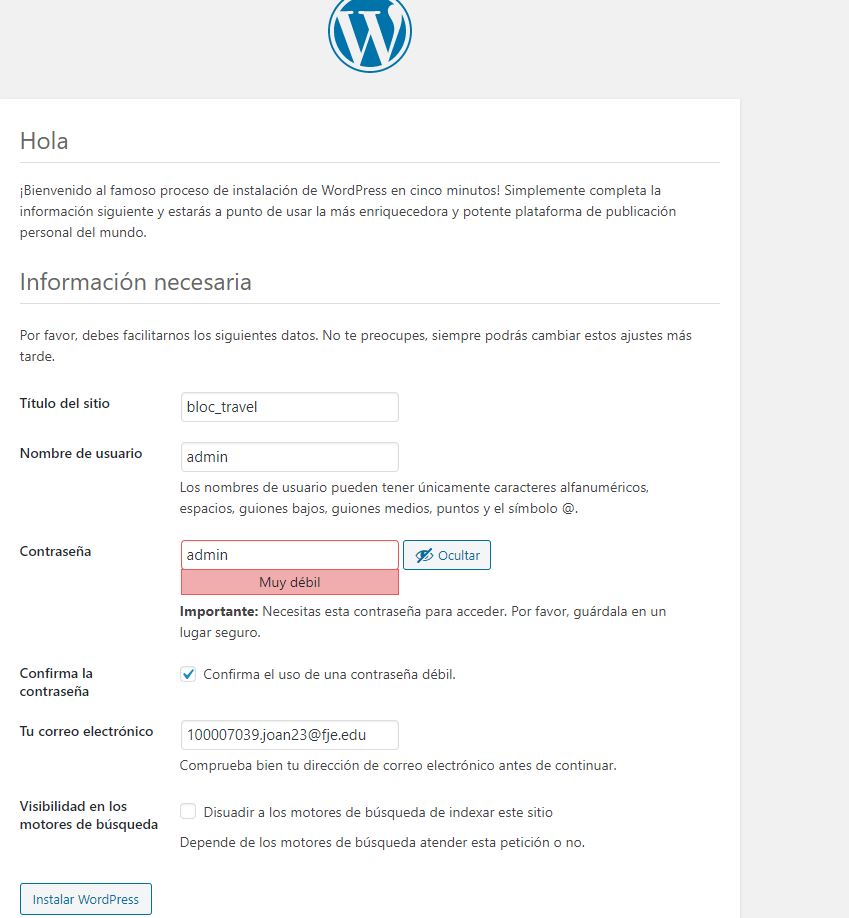 Hola
¡Bienvenido al famoso proceso de instalación de WordPress en cinco minutos! Simplemente completa la
información siguiente y estarás a punto de usar la más enriquecedora y potente plataforma de publicación
personal del mundo.
Información necesaria
Por favor, debes facilitarnos los siguientes datos. No te preocupes, siempre podrás cambiar estos ajustes más
tarde.
Título del sitio
bloc_travel
Nombre de usuario
admin
Los nombres de usuario pueden tener únicamente caracteres alfanuméricos,
espacios, guiones bajos, guiones medios, puntos y el símbolo @.
Contraseña
admin
Ocultar
Muy débil
Importante: Necesitas esta contraseña para acceder. Por favor, guárdala en un
lugar seguro.
Confirma la
contraseña
Confirma el uso de una contraseña débil.
Tu correo electrónico
100007039.joan23@fje.edu
Comprueba bien tu dirección de correo electrónico antes de continuar.
Visibilidad en los
motores de búsqueda
Disuadir a los motores de búsqueda de indexar este sitio
Depende de los motores de búsqueda atender esta petición o no.
Instalar WordPress